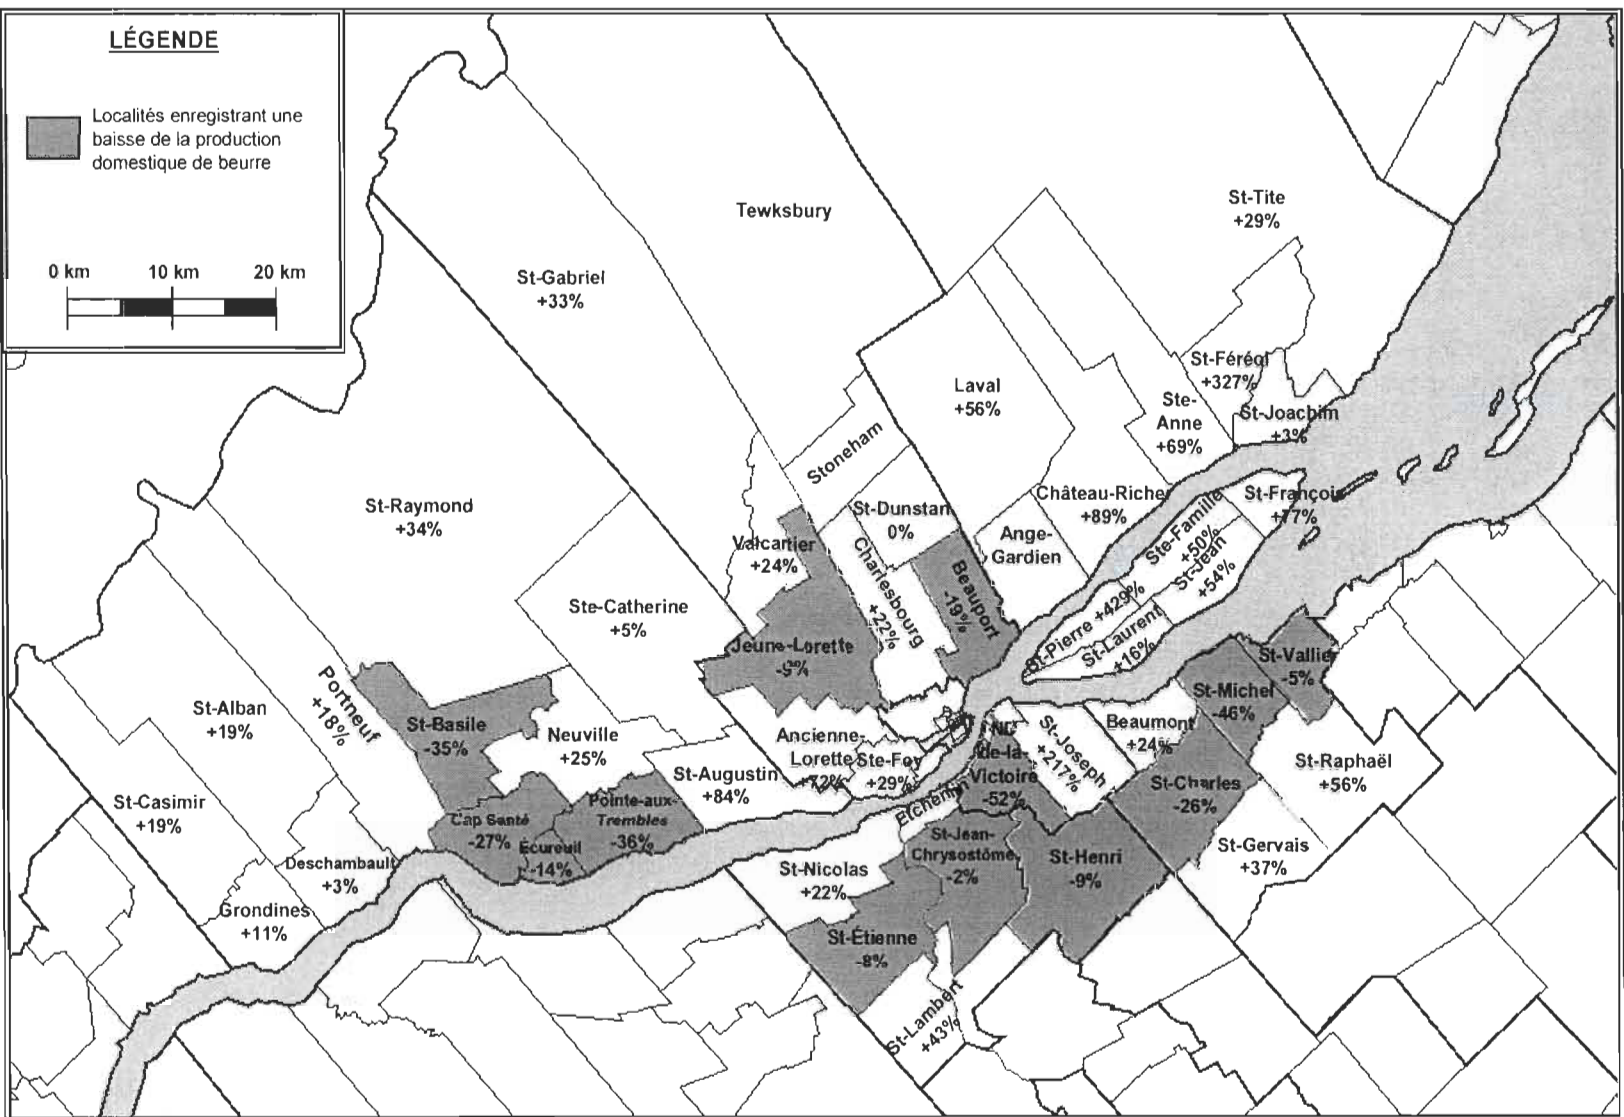 LÉGENDE
Localités enregistrant une
baisse de la production
domestique de beurre
0 km 10 km 20 km
St-Tite
+29%
Tewksbury
St-Gabriel
+33%
St-Féréol
+327%
Laval
+56%
Ste-
Anne
+69%
St-Joachim
+3%
Stoneham
St-Raymond
+34%
St-Dunstan
0%
Château-Richer
+89%
St-François
+77%
Ste-Famille
+50%
Valcartier
+24%
Ange-
Gardien
St-Jean
+54%
Charlesbourg
+22%
Beauport
-19%
Ste-Catherine
+5%
St-Pierre +429%
St-Laurent
+16%
Jeune-Lorette
St-Vallier
-5%
St-Michel
-46%
Portneuf
+18%
St-Alban
+19%
St-Basile
-35%
Neuville
+25%
Ancienne-
Lorette
+72%
Ste-Foy
+29%
ND-
de-la-
Victoire
-52%
St-Joseph
+217%
Beaumont
+24%
St-Augustin
+84%
St-Raphaël
+56%
St-Charles
-26%
St-Casimir
+19%
Pointe-aux-
Trembles
-36%
Cap Santé
-27%
Écureuil
-14%
Etchemin
St-Jean-
Chrysostôme
-2%
St-Henri
-9%
St-Gervais
+37%
Deschambault
+3%
St-Nicolas
+22%
Grondines
+11%
St-Étienne
-8%
St-Lambert
+43%